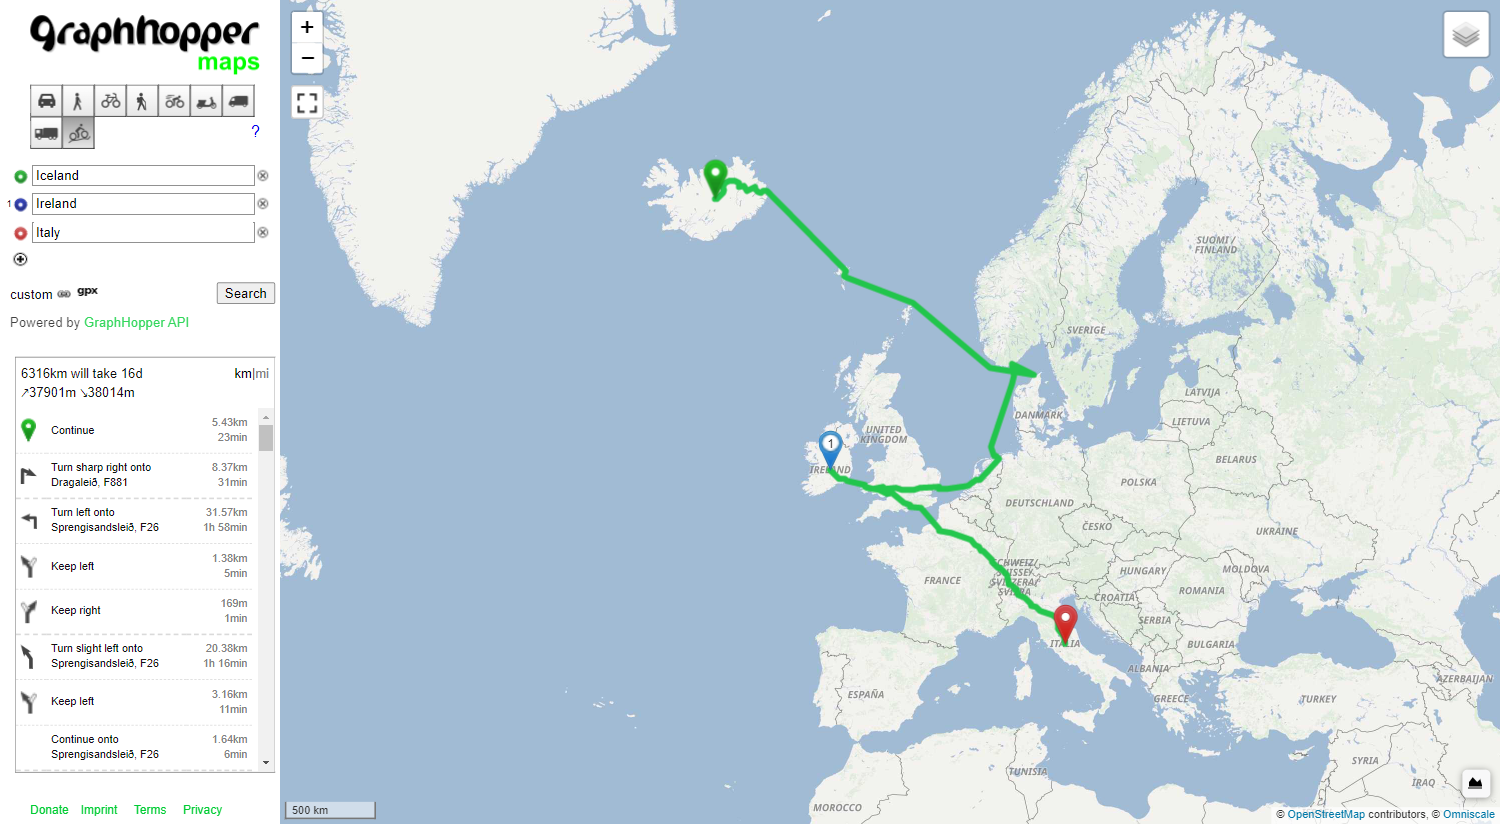 graphhopper
maps
?
Iceland
1
Ireland
Italy
custom
gpx
Search
Powered by GraphHopper API
6316km will take 16d
km|mi
↗37901m ↘38014m
Continue
5.43km
23min
Turn sharp right onto
Dragaleið, F881
8.37km
31min
Turn left onto
Sprengisandsleið, F26
31.57km
1h 58min
Keep left
1.38km
5min
Keep right
169m
1min
Turn slight left onto
Sprengisandsleið, F26
20.38km
1h 16min
Keep left
3.16km
11min
Continue onto
Sprengisandsleið, F26
1.64km
6min
Donate Imprint Terms Privacy
+
−
SUOMI /
FINLAND
SVERIGE
LATVIJA
LIETUVA
DANMARK
UNITED
KINGDOM
1
IRELAND
BELARUS
POLSKA
DEUTSCHLAND
ČESKO
UKRAINE
SCHWEIZ/
SUISSE/
SVIZZERA/
SVIZRA
FRANCE
HUNGARY
MOLDOVA
ROMANIA
CROATIA
SERBIA
ITALIA
BULGARIA
ALBANIA
ESPAÑA
GREECE
TURKEY
AZERBAIJAN
SYRIA
TUNISIA
IRAQ
MOROCCO
500 km
© OpenStreetMap contributors, © Omniscale